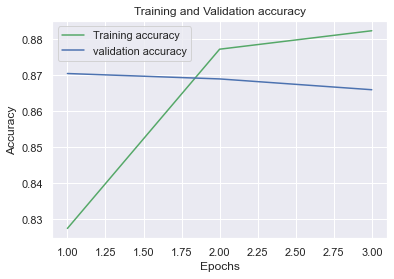 Training and Validation accuracy
Training accuracy
validation accuracy
0.88
0.87
0.86
0.85
0.84
0.83
Accuracy
1.00 1.25 1.50 1.75 2.00 2.25 2.50 2.75 3.00
Epochs